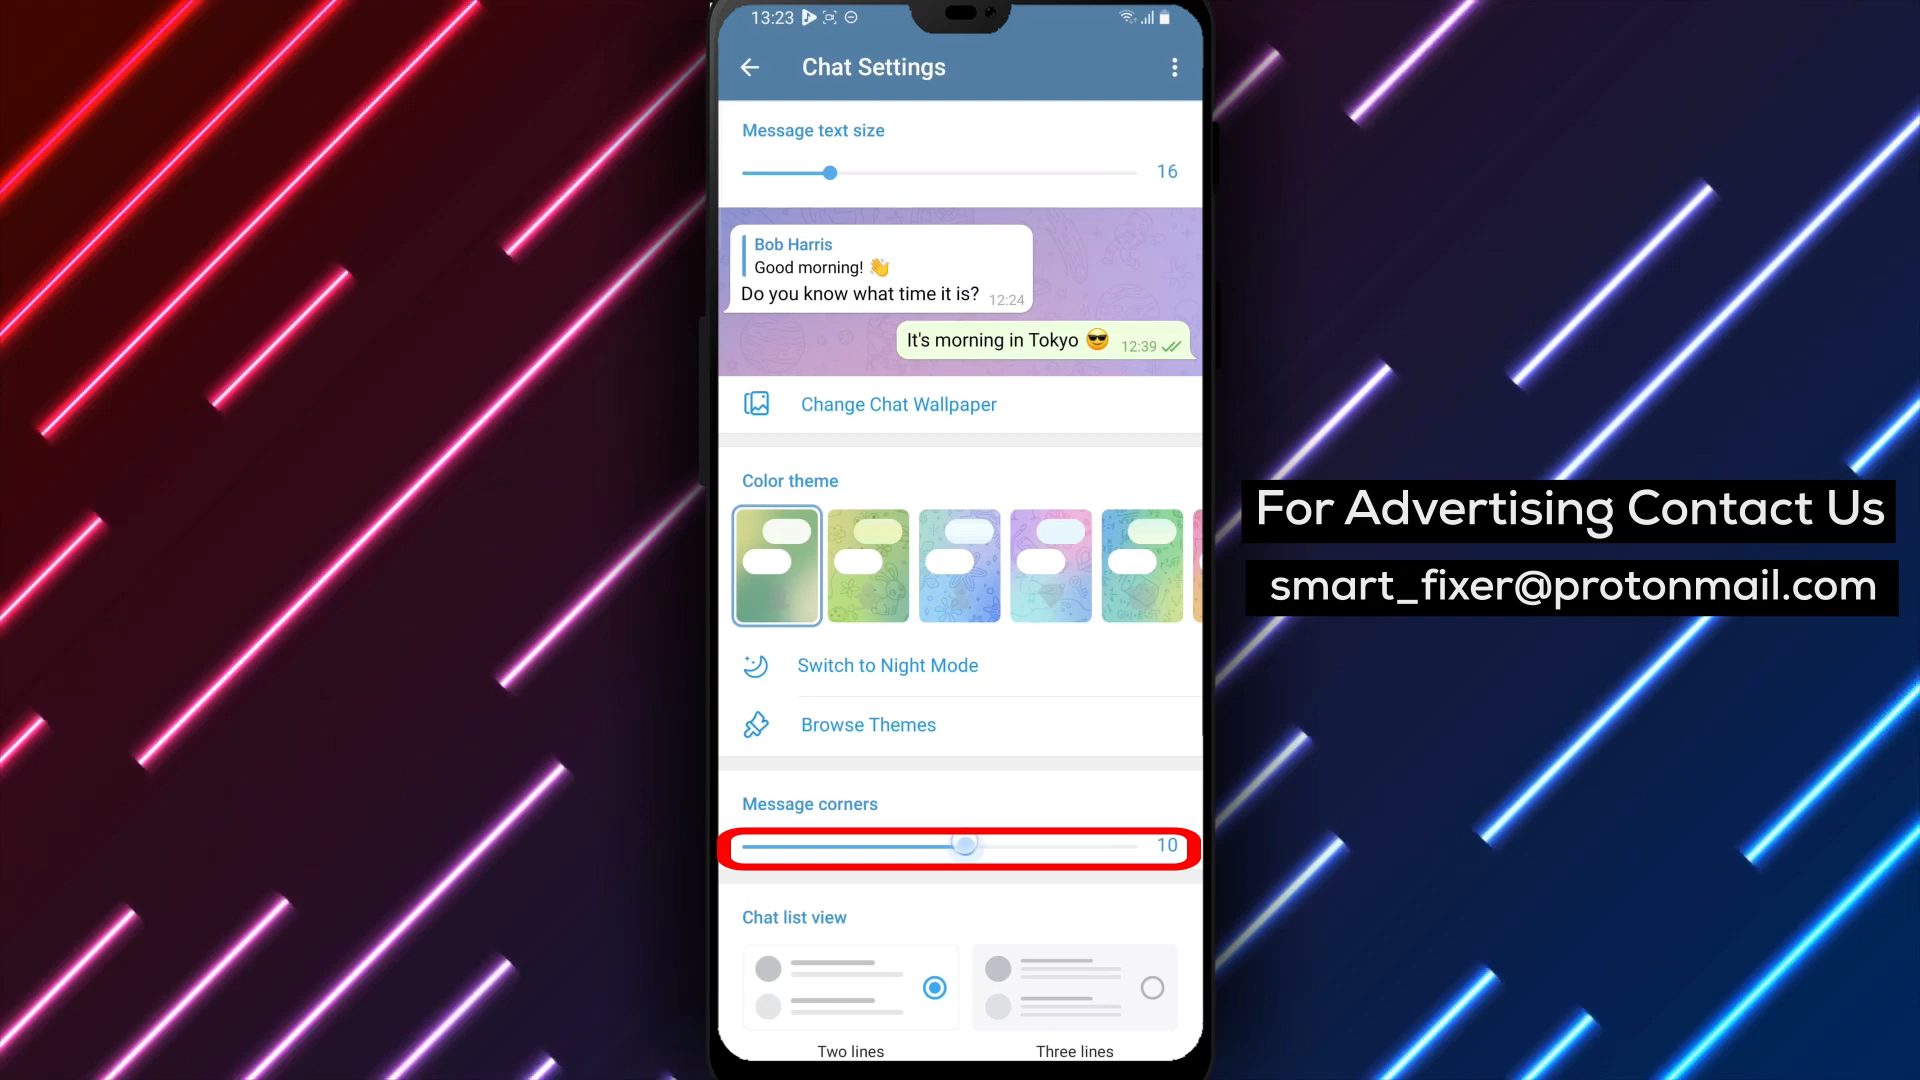 13:23
Chat Settings
Message text size
16
Bob Harris
Good morning! 👋
Do you know what time it is? 12:24
It's morning in Tokyo 😎 12:39
Change Chat Wallpaper
Color theme
Switch to Night Mode
Browse Themes
Message corners
10
Chat list view
Two lines
Three lines
For Advertising Contact Us
smart_fixer@protonmail.com